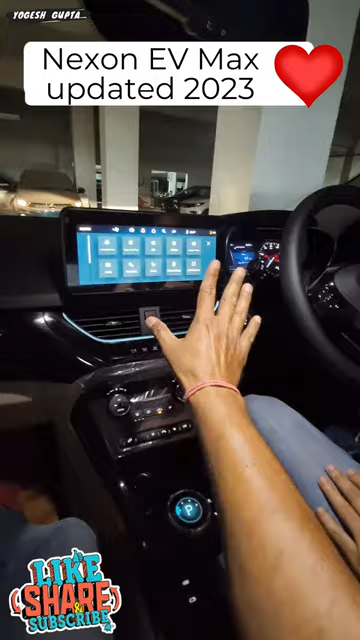 YOGESH GUPTA
Nexon EV Max
updated 2023
P
LIKE
SHARE
&
SUBSCRIBE